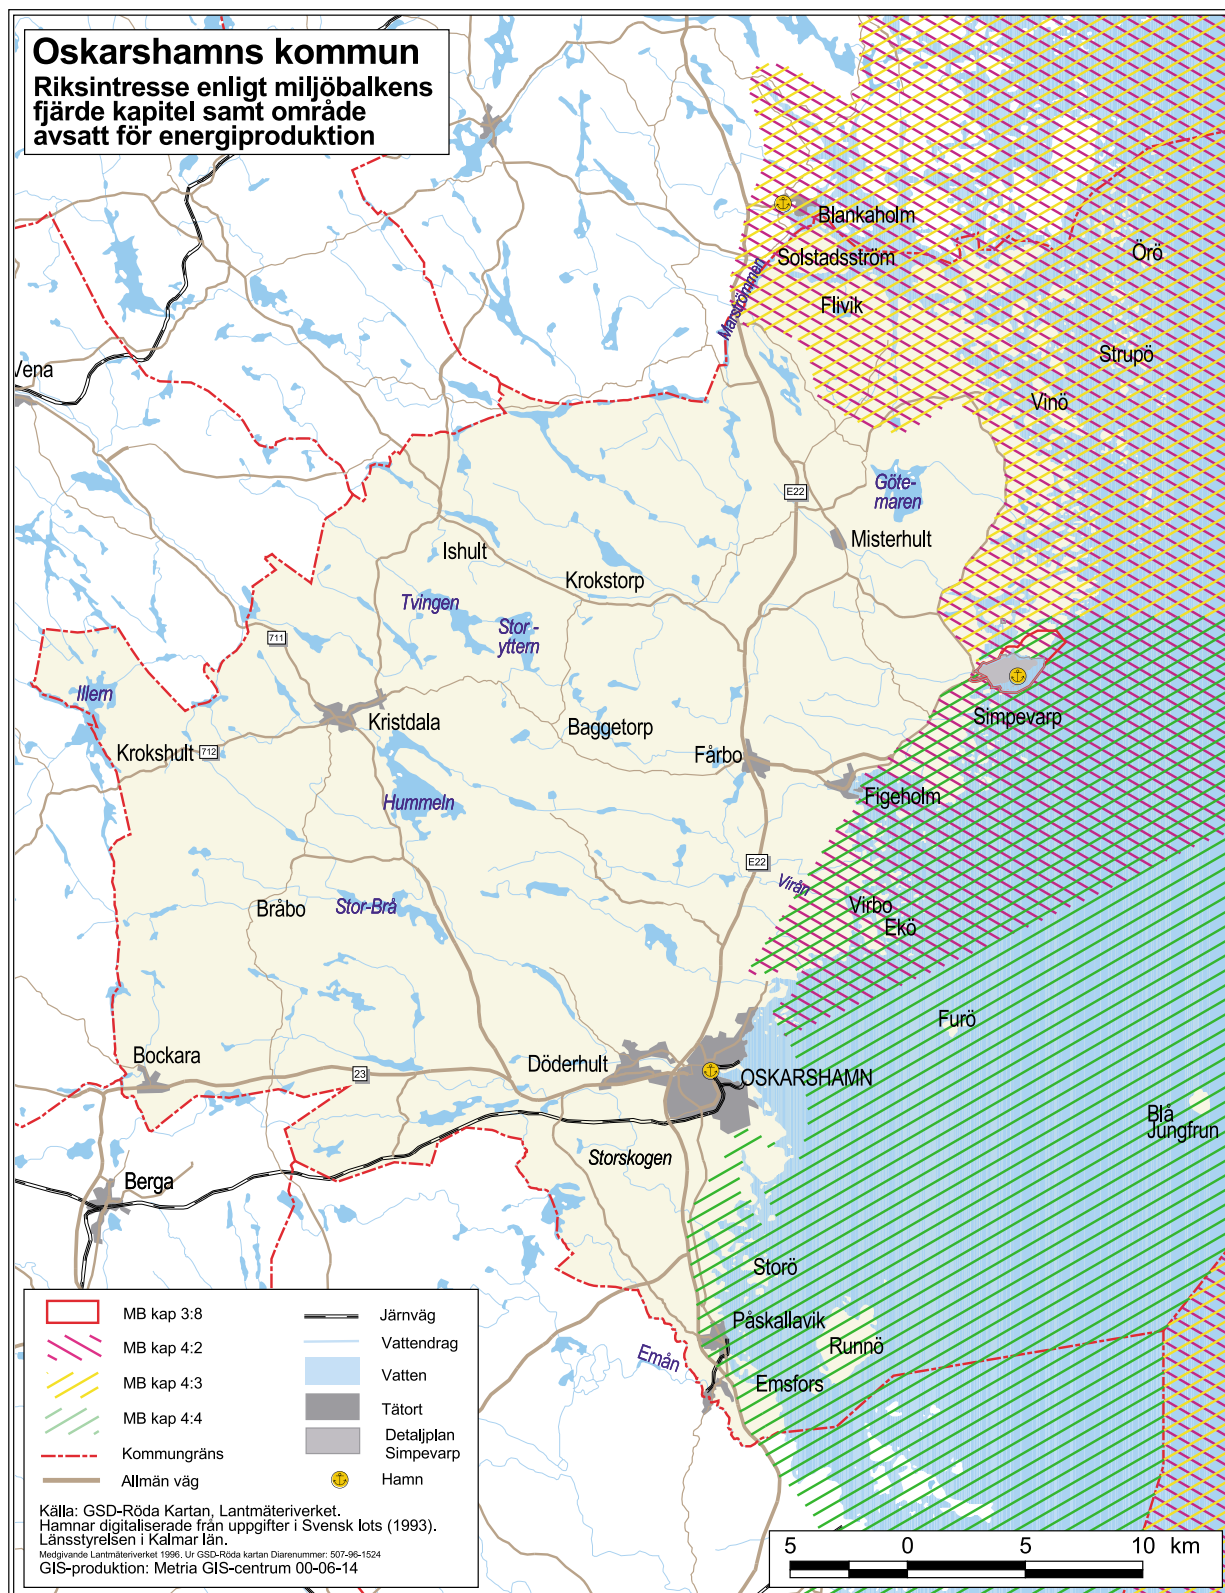 Oskarshamns kommun
Riksintresse enligt miljöbalkens
fjärde kapitel samt område
avsatt för energiproduktion
Blankaholm
Solstadsström
Örö
Marströmmen
Flivik
Strupö
Vena
Vinö
Göte-
maren
E22
Misterhult
Ishult
Krokstorp
Tvingen
Stor -
yttern
711
Illern
Kristdala
Simpevarp
Baggetorp
Krokshult
712
Fårbo
Figeholm
Hummeln
E22
Virån
Bråbo
Stor-Brå
Virbo
Ekö
Furö
Bockara
Döderhult
23
OSKARSHAMN
Blå
Jungfrun
Storskogen
Berga
Storö
Påskallavik
Runnö
Emån
Emsfors
MB kap 3:8
MB kap 4:2
MB kap 4:3
MB kap 4:4
Kommungräns
Allmän väg
Järnväg
Vattendrag
Vatten
Tätort
Detaljplan
Simpevarp
Hamn
Källa: GSD-Röda Kartan, Lantmäteriverket.
Hamnar digitaliserade från uppgifter i Svensk lots (1993).
Länsstyrelsen i Kalmar län.
Medgivande Lantmäteriverket 1996. Ur GSD-Röda kartan Diarenummer: 507-96-1524
GIS-produktion: Metria GIS-centrum 00-06-14
5 0 5 10 km